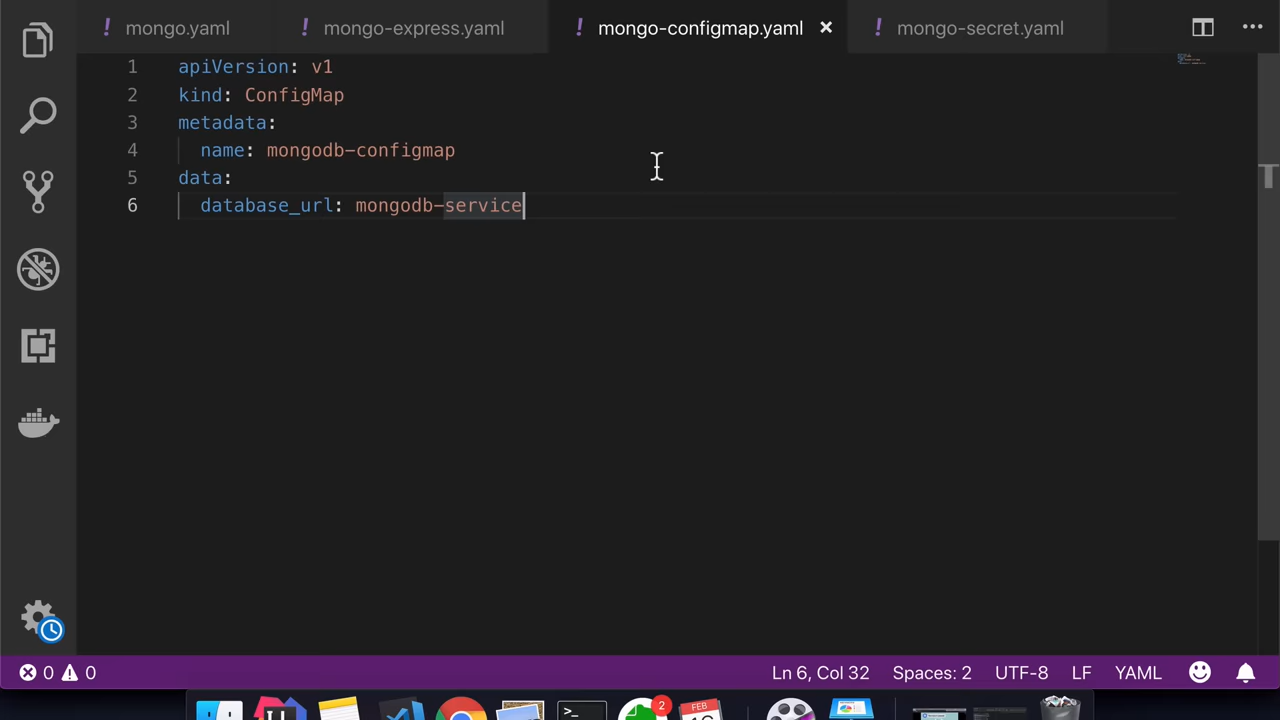 ! mongo.yaml ! mongo-express.yaml ! mongo-configmap.yaml × ! mongo-secret.yaml ...
1 apiVersion: v1
2 kind: ConfigMap
3 metadata:
4 name: mongodb-configmap
5 data:
6 database_url: mongodb-service
0 0 Ln 6, Col 32 Spaces: 2 UTF-8 LF YAML
>_ 2 FEB